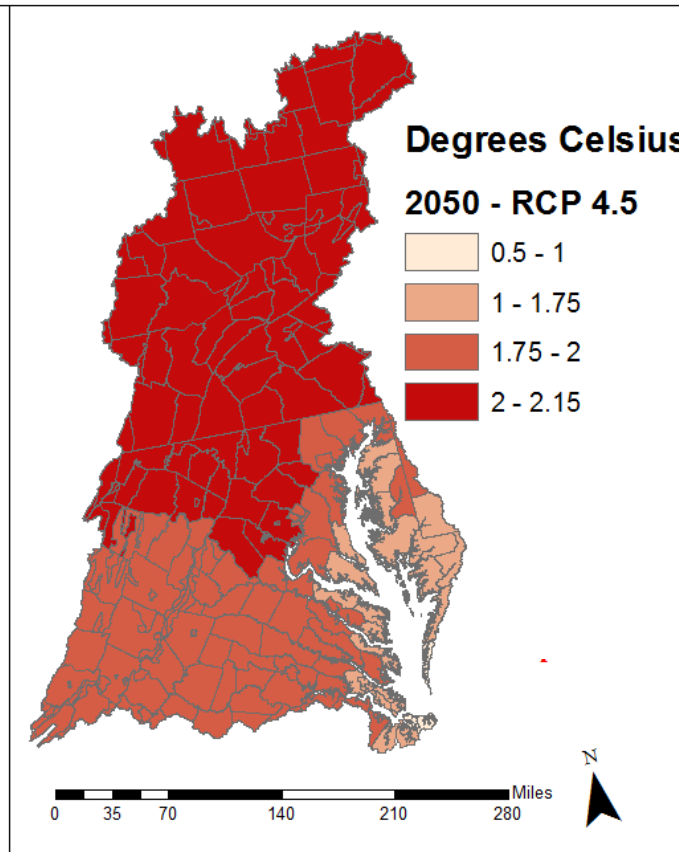 Degrees Celsius
2050 - RCP 4.5
0.5 - 1
1 - 1.75
1.75 - 2
2 - 2.15
N
Miles
0 35 70 140 210 280